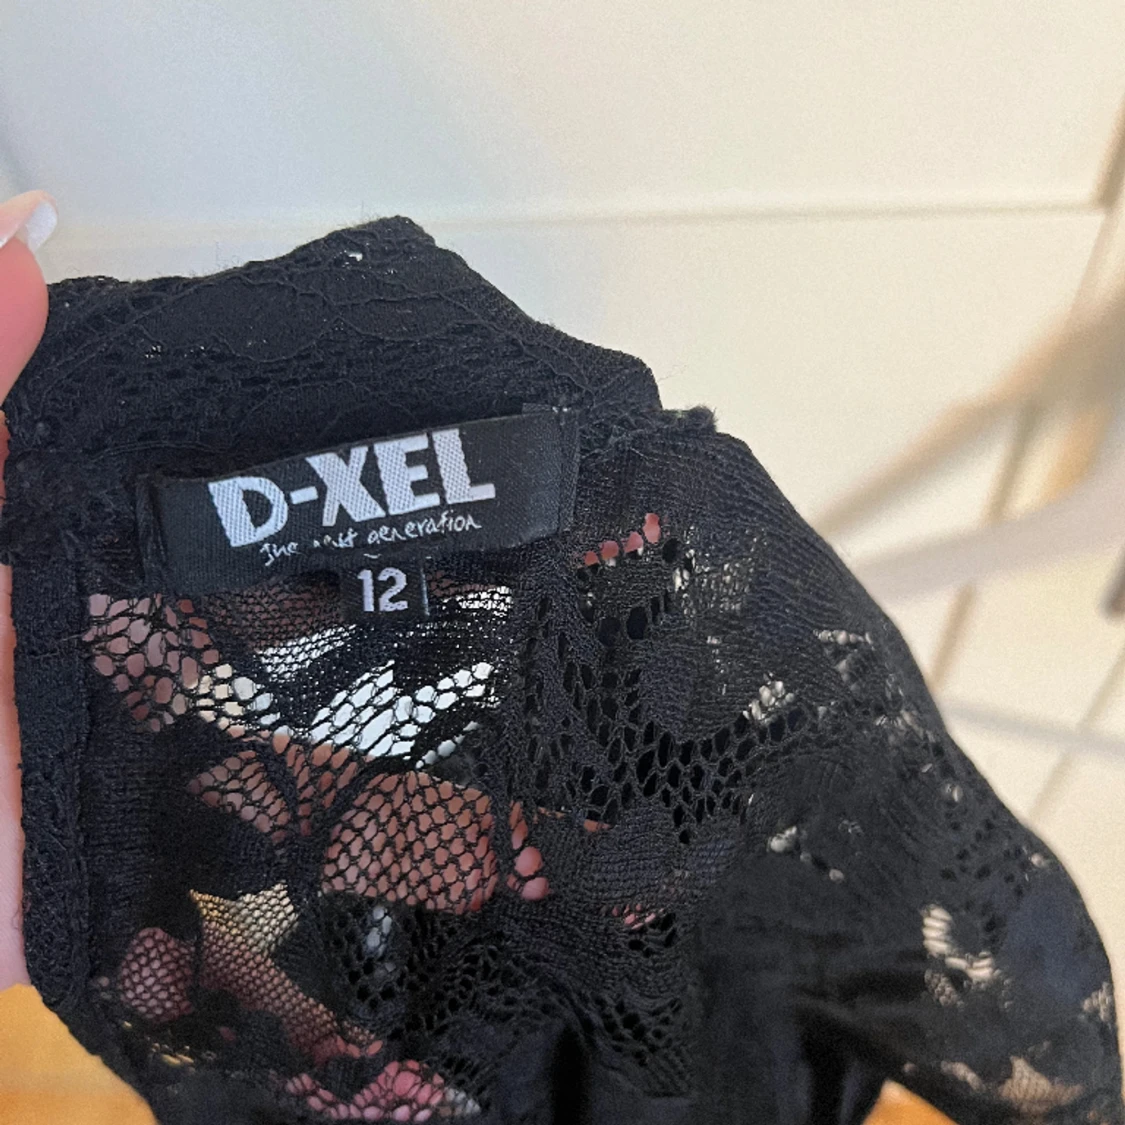 D-XEL
The next generation
12